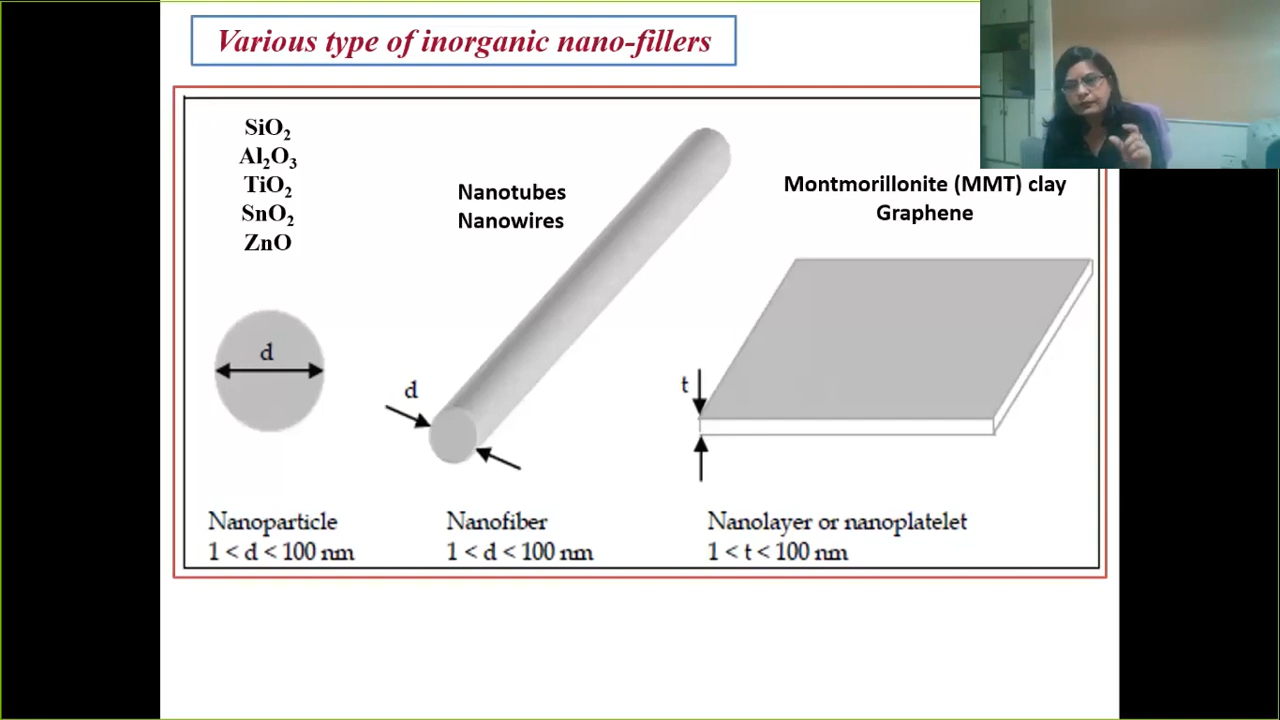 Various type of inorganic nano-fillers
SiO₂
Al₂O₃
TiO₂
SnO₂
ZnO
Nanotubes
Nanowires
Montmorillonite (MMT) clay
Graphene
d
d
t
Nanoparticle
1 < d < 100 nm
Nanofiber
1 < d < 100 nm
Nanolayer or nanoplatelet
1 < t < 100 nm